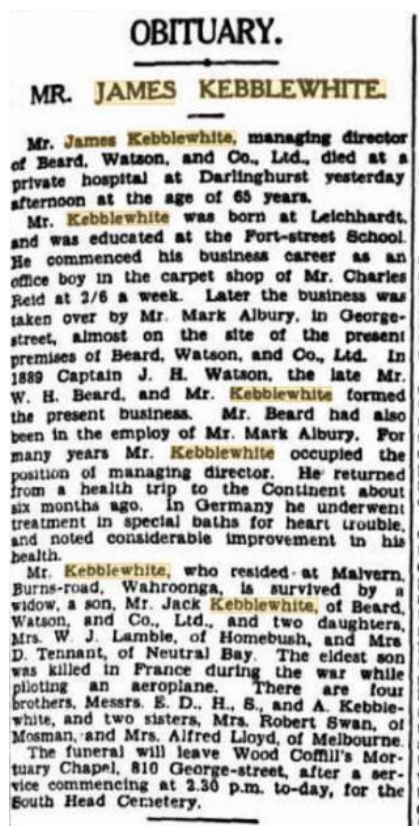 OBITUARY.
MR. JAMES KEBBLEWHITE.
Mr. James Kebblewhite, managing director
of Beard, Watson, and Co., Ltd., died at a
private hospital at Darlinghurst yesterday
afternoon at the age of 65 years.
Mr. Kebblewhite was born at Leichhardt,
and was educated at the Fort-street School.
He commenced his business career as an
office boy in the carpet shop of Mr. Charles
Reid at 2/6 a week. Later the business was
taken over by Mr. Mark Albury, in George-
street, almost on the site of the present
premises of Beard, Watson, and Co., Ltd. In
1889 Captain J. H. Watson, the late Mr.
W. H. Beard, and Mr. Kebblewhite formed
the present business. Mr. Beard had also
been in the employ of Mr. Mark Albury. For
many years Mr. Kebblewhite occupied the
position of managing director. He returned
from a health trip to the Continent about
six months ago. In Germany he underwent
treatment in special baths for heart trouble,
and noted considerable improvement in his
health.
Mr. Kebblewhite, who resided at Malvern,
Burns-road, Wahroonga, is survived by a
widow, a son, Mr. Jack Kebblewhite, of Beard,
Watson, and Co., Ltd., and two daughters,
Mrs. W. J. Lamble, of Homebush, and Mrs
D. Tennant, of Neutral Bay. The eldest son
was killed in France during the war while
piloting an aeroplane. There are four
brothers, Messrs. E. D., H., S., and A. Kebble-
white, and two sisters, Mrs. Robert Swan, of
Mosman, and Mrs. Alfred Lloyd, of Melbourne.
The funeral will leave Wood Coffill's Mor-
tuary Chapel, 810 George-street, after a ser-
vice commencing at 2.30 p.m. to-day, for the
South Head Cemetery.